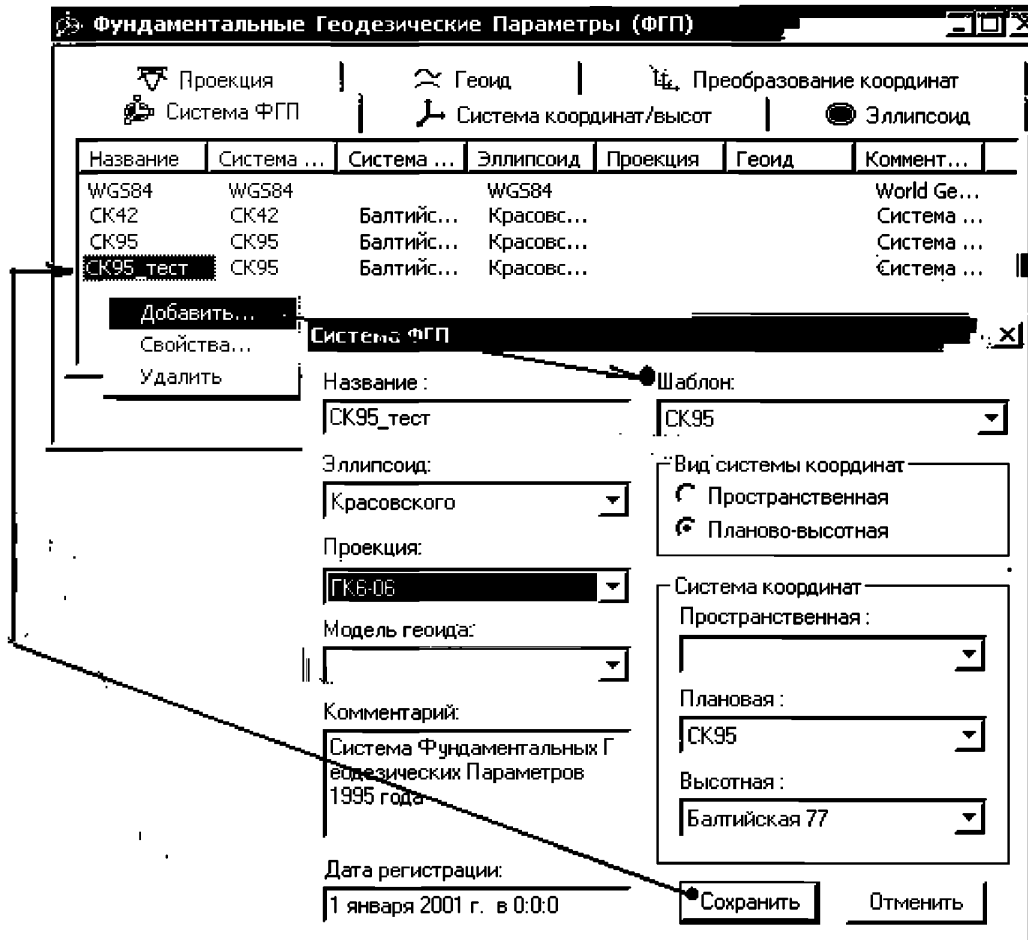 Фундаментальные Геодезические Параметры (ФГП)
Проекция Геоид Преобразование координат
Система ФГП Система координат/высот Эллипсоид
Название Система ... Система ... Эллипсоид Проекция Геоид Коммент...
WGS84 WGS84 WGS84 World Ge...
СК42 СК42 Балтийс... Красовс... Система ...
СК95 СК95 Балтийс... Красовс... Система ...
СК95_тест СК95 Балтийс... Красовс... Система ...
Добавить...
Свойства...
Удалить
Система ФГП
Название :
СК95_тест
Шаблон:
СК95
Эллипсоид:
Красовского
Вид системы координат
Пространственная
Планово-высотная
Проекция:
ГК6-06
Модель геоида:
Система координат
Пространственная :
Плановая :
СК95
Высотная :
Балтийская 77
Комментарий:
Система Фундаментальных Г
еодезических Параметров
1995 года
Дата регистрации:
1 января 2001 г. в 0:0:0
Сохранить Отменить